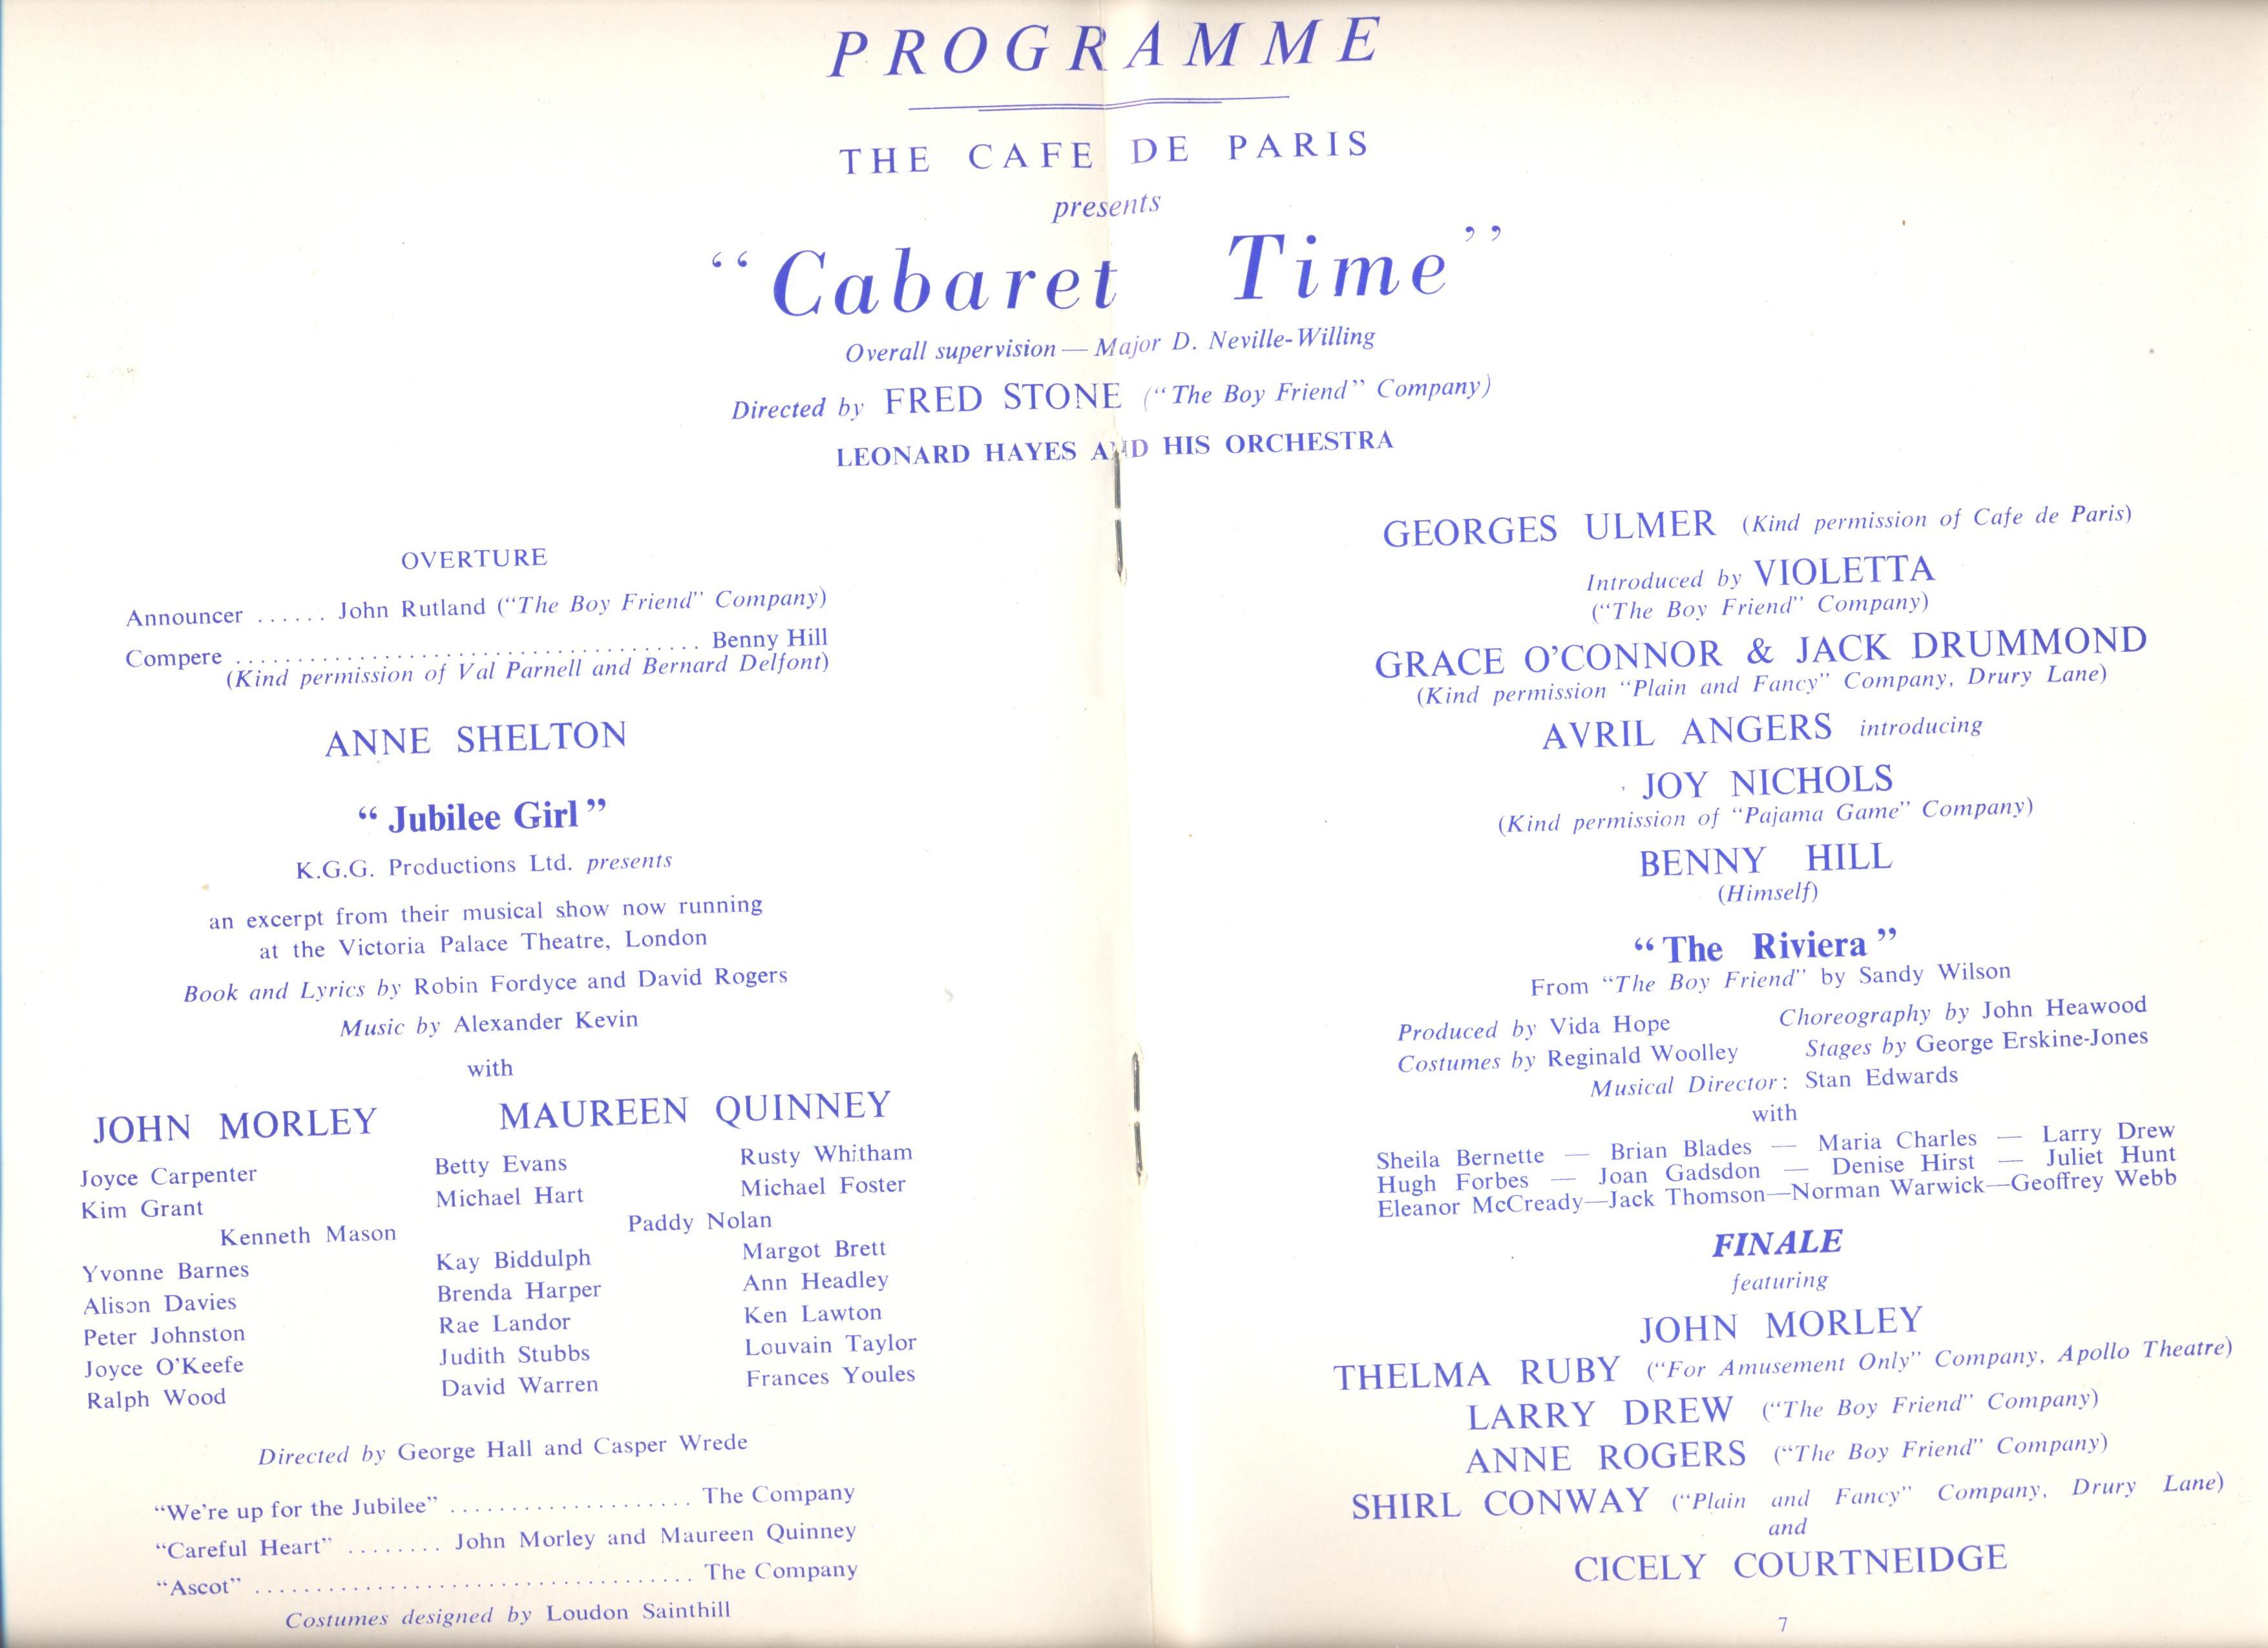 PROGRAMME
THE CAFE DE PARIS
presents
“Cabaret Time”
Overall supervision — Major D. Neville-Willing
Directed by FRED STONE (“The Boy Friend” Company)
LEONARD HAYES AND HIS ORCHESTRA
OVERTURE
Announcer ...... John Rutland (“The Boy Friend” Company)
Compere ...................................... Benny Hill
(Kind permission of Val Parnell and Bernard Delfont)
ANNE SHELTON
“Jubilee Girl”
K.G.G. Productions Ltd. presents
an excerpt from their musical show now running
at the Victoria Palace Theatre, London
Book and Lyrics by Robin Fordyce and David Rogers
Music by Alexander Kevin
with
JOHN MORLEY MAUREEN QUINNEY
Joyce Carpenter Betty Evans Rusty Whitham
Kim Grant Michael Hart Michael Foster
Kenneth Mason Paddy Nolan
Yvonne Barnes Kay Biddulph Margot Brett
Alison Davies Brenda Harper Ann Headley
Peter Johnston Rae Landor Ken Lawton
Joyce O'Keefe Judith Stubbs Louvain Taylor
Ralph Wood David Warren Frances Youles
Directed by George Hall and Casper Wrede
“We're up for the Jubilee” .................... The Company
“Careful Heart” ........ John Morley and Maureen Quinney
“Ascot” .................................... The Company
Costumes designed by Loudon Sainthill
GEORGES ULMER (Kind permission of Cafe de Paris)
Introduced by VIOLETTA
(“The Boy Friend” Company)
GRACE O'CONNOR & JACK DRUMMOND
(Kind permission “Plain and Fancy” Company, Drury Lane)
AVRIL ANGERS introducing
JOY NICHOLS
(Kind permission of “Pajama Game” Company)
BENNY HILL
(Himself)
“The Riviera”
From “The Boy Friend” by Sandy Wilson
Produced by Vida Hope Choreography by John Heawood
Costumes by Reginald Woolley Stages by George Erskine-Jones
Musical Director: Stan Edwards
with
Sheila Bernette — Brian Blades — Maria Charles — Larry Drew
Hugh Forbes — Joan Gadsdon — Denise Hirst — Juliet Hunt
Eleanor McCready—Jack Thomson—Norman Warwick—Geoffrey Webb
FINALE
featuring
JOHN MORLEY
THELMA RUBY (“For Amusement Only” Company, Apollo Theatre)
LARRY DREW (“The Boy Friend” Company)
ANNE ROGERS (“The Boy Friend” Company)
SHIRL CONWAY (“Plain and Fancy” Company, Drury Lane)
and
CICELY COURTNEIDGE
7